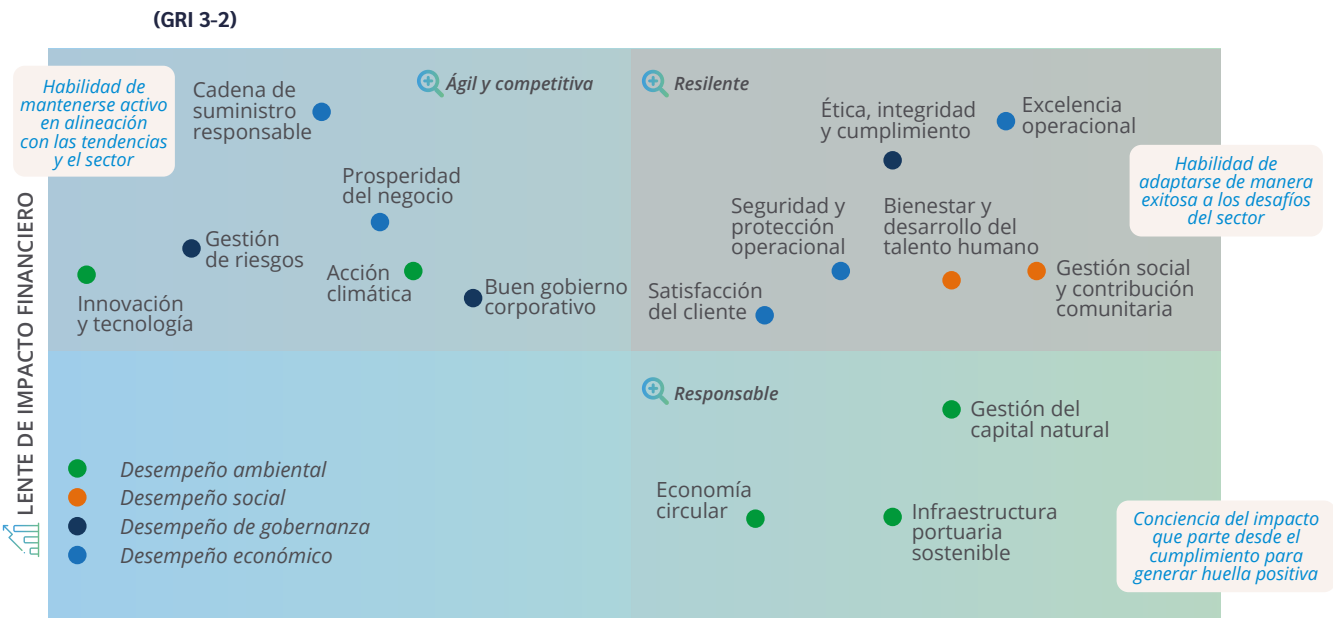 (GRI 3-2)
Habilidad de
mantenerse activo
en alineación
con las tendencias
y el sector
Cadena de
suministro
responsable
Ágil y competitiva
Prosperidad
del negocio
Gestión
de riesgos
Acción
climática
Innovación
y tecnología
Buen gobierno
corporativo
Resilente
Ética, integridad
y cumplimiento
Excelencia
operacional
Habilidad de
adaptarse de manera
exitosa a los desafíos
del sector
Seguridad y
protección
operacional
Bienestar y
desarrollo del
talento humano
Satisfacción
del cliente
Gestión social
y contribución
comunitaria
LENTE DE IMPACTO FINANCIERO
Responsable
Gestión del
capital natural
Economía
circular
Infraestructura
portuaria
sostenible
Conciencia del impacto
que parte desde el
cumplimiento para
generar huella positiva
Desempeño ambiental
Desempeño social
Desempeño de gobernanza
Desempeño económico